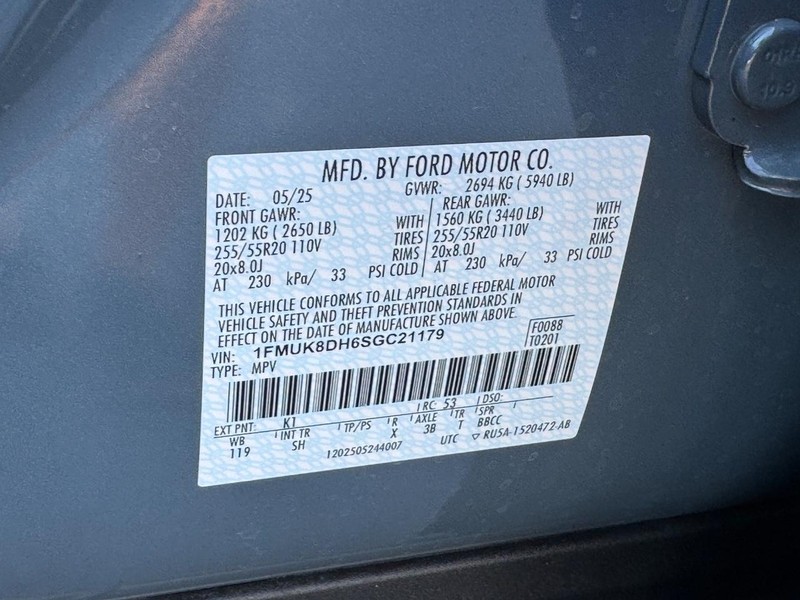 MFD. BY FORD MOTOR CO.
DATE: 05/25 GVWR: 2694 KG ( 5940 LB)
FRONT GAWR: REAR GAWR:
1202 KG ( 2650 LB) WITH 1560 KG ( 3440 LB) WITH
255/55R20 110V TIRES 255/55R20 110V TIRES
20x8.0J RIMS 20x8.0J RIMS
AT 230 kPa/ 33 PSI COLD AT 230 kPa/ 33 PSI COLD
THIS VEHICLE CONFORMS TO ALL APPLICABLE FEDERAL MOTOR
VEHICLE SAFETY AND THEFT PREVENTION STANDARDS IN
EFFECT ON THE DATE OF MANUFACTURE SHOWN ABOVE.
VIN: 1FMUK8DH6SGC21179 F0088
TYPE: MPV T0201
EXT PNT: K1 RC: 53 DSO:
WB INT TR TP/PS R AXLE TR SPR
119 SH X 3B T BBCC
1202505244007 UTC ▽ RU5A-1520472-AB